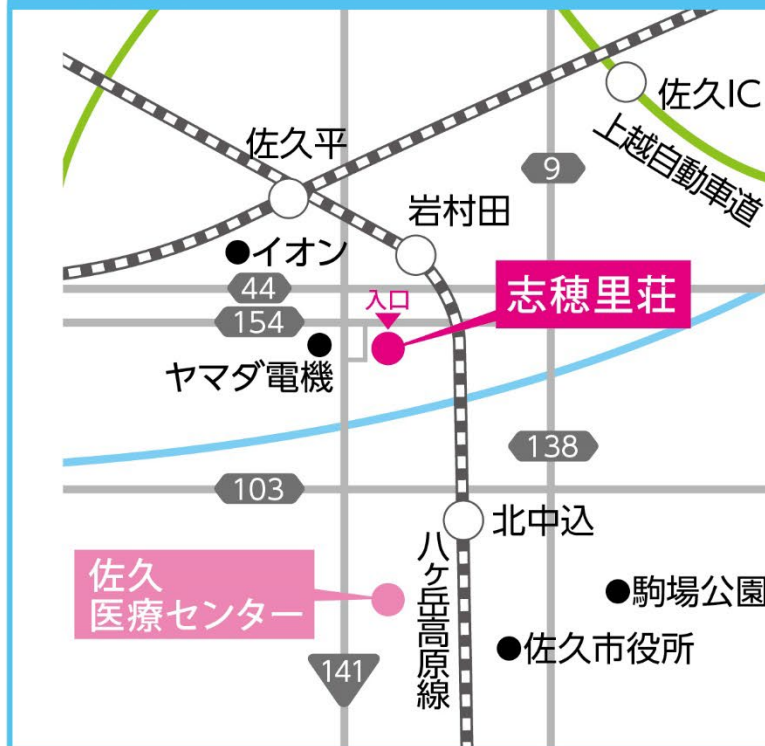 佐久IC
上越自動車道
佐久平
9
岩村田
イオン
44
入口
志穂里荘
154
ヤマダ電機
138
103
北中込
八ヶ岳高原線
佐久
医療センター
駒場公園
佐久市役所
141